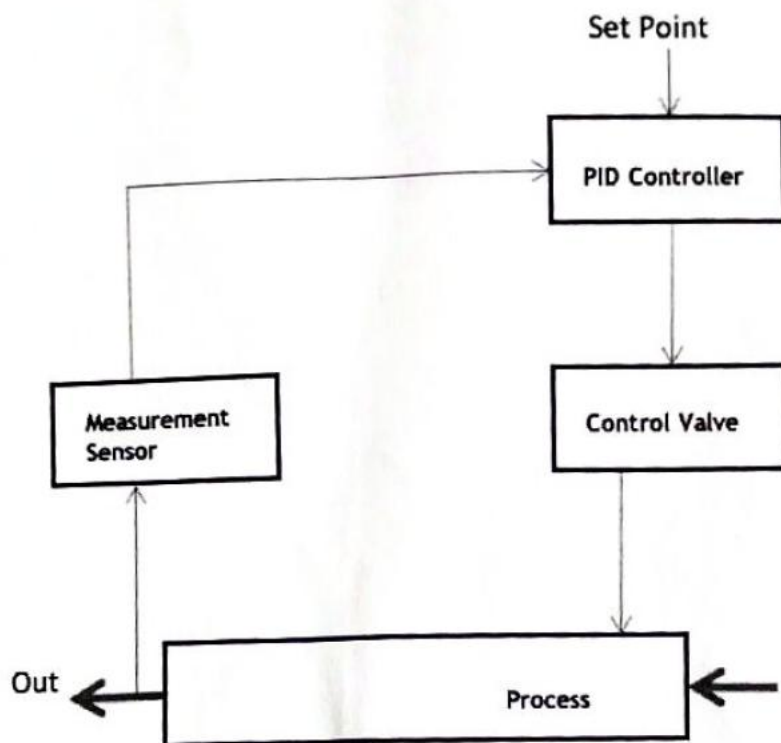 Set Point
PID Controller
Measurement
Sensor
Control Valve
Out
Process